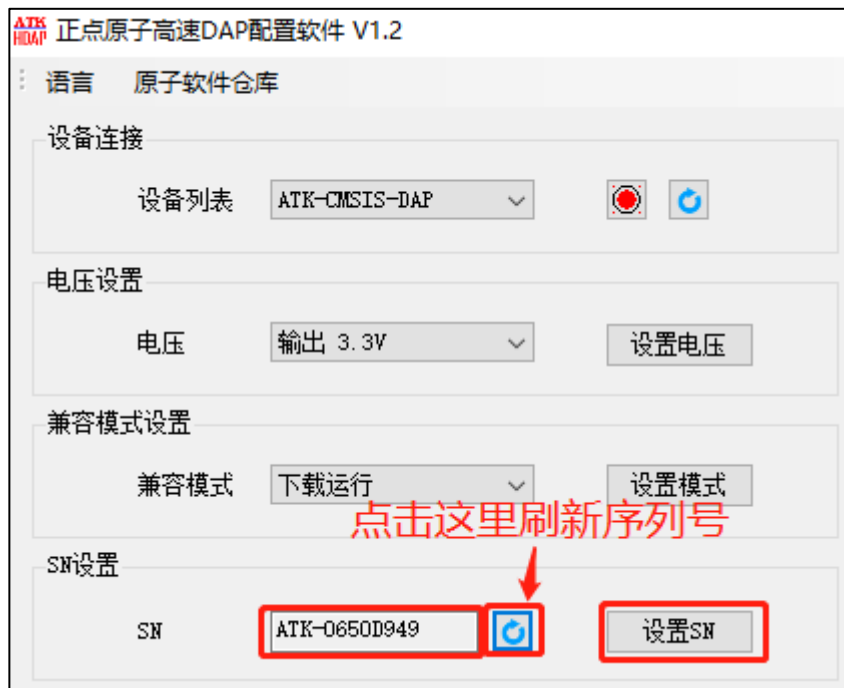 ATK
HDAP 正点原子高速DAP配置软件 V1.2
语言 原子软件仓库
设备连接
设备列表 ATK-CMSIS-DAP
电压设置
电压 输出 3.3V 设置电压
兼容模式设置
兼容模式 下载运行 设置模式
点击这里刷新序列号
SN设置
SN ATK-0650D949 设置SN